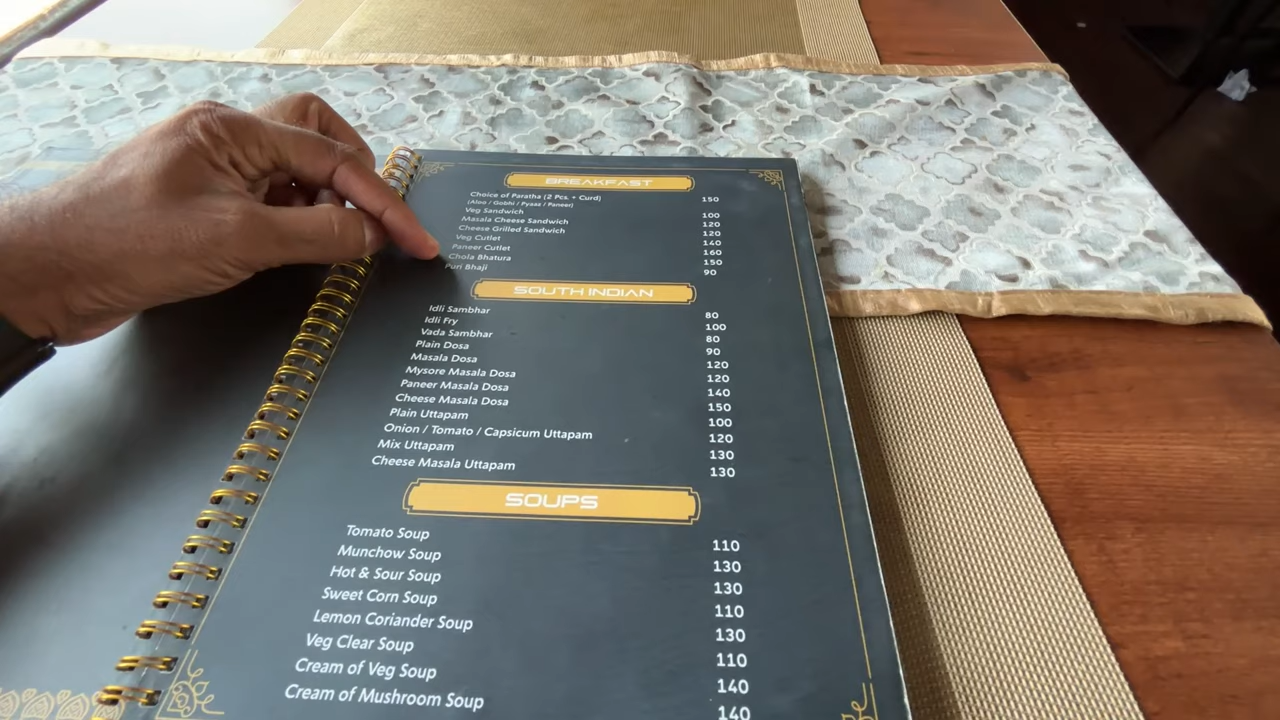 BREAKFAST
Choice of Paratha (2 Pcs. + Curd) 150
(Aloo / Gobhi / Pyaaz / Paneer)
Veg Sandwich 100
Masala Cheese Sandwich 120
Cheese Grilled Sandwich 120
Veg Cutlet 140
Paneer Cutlet 160
Chola Bhatura 150
Puri Bhaji 90
SOUTH INDIAN
Idli Sambhar 80
Idli Fry 100
Vada Sambhar 80
Plain Dosa 90
Masala Dosa 120
Mysore Masala Dosa 120
Paneer Masala Dosa 140
Cheese Masala Dosa 150
Plain Uttapam 100
Onion / Tomato / Capsicum Uttapam 120
Mix Uttapam 130
Cheese Masala Uttapam 130
SOUPS
Tomato Soup 110
Munchow Soup 130
Hot & Sour Soup 130
Sweet Corn Soup 110
Lemon Coriander Soup 130
Veg Clear Soup 110
Cream of Veg Soup 140
Cream of Mushroom Soup 140